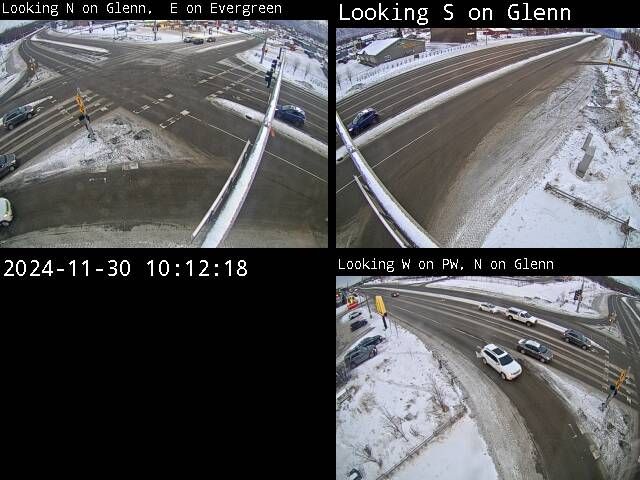 Looking N on Glenn,  E on Evergreen
Looking S on Glenn
2024-11-30 10:12:18
Looking W on PW, N on Glenn